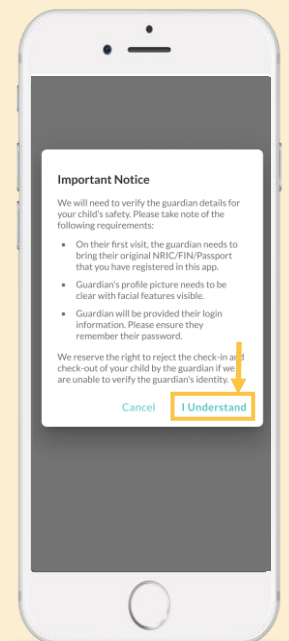 Important Notice
We will need to verify the guardian details for
your child's safety. Please take note of the
following requirements:
• On their first visit, the guardian needs to
bring their original NRIC/FIN/Passport
that you have registered in this app.
• Guardian's profile picture needs to be
clear with facial features visible.
• Guardian will be provided their login
information. Please ensure they
remember their password.
We reserve the right to reject the check-in and
check-out of your child by the guardian if we
are unable to verify the guardian's identity.
Cancel I Understand